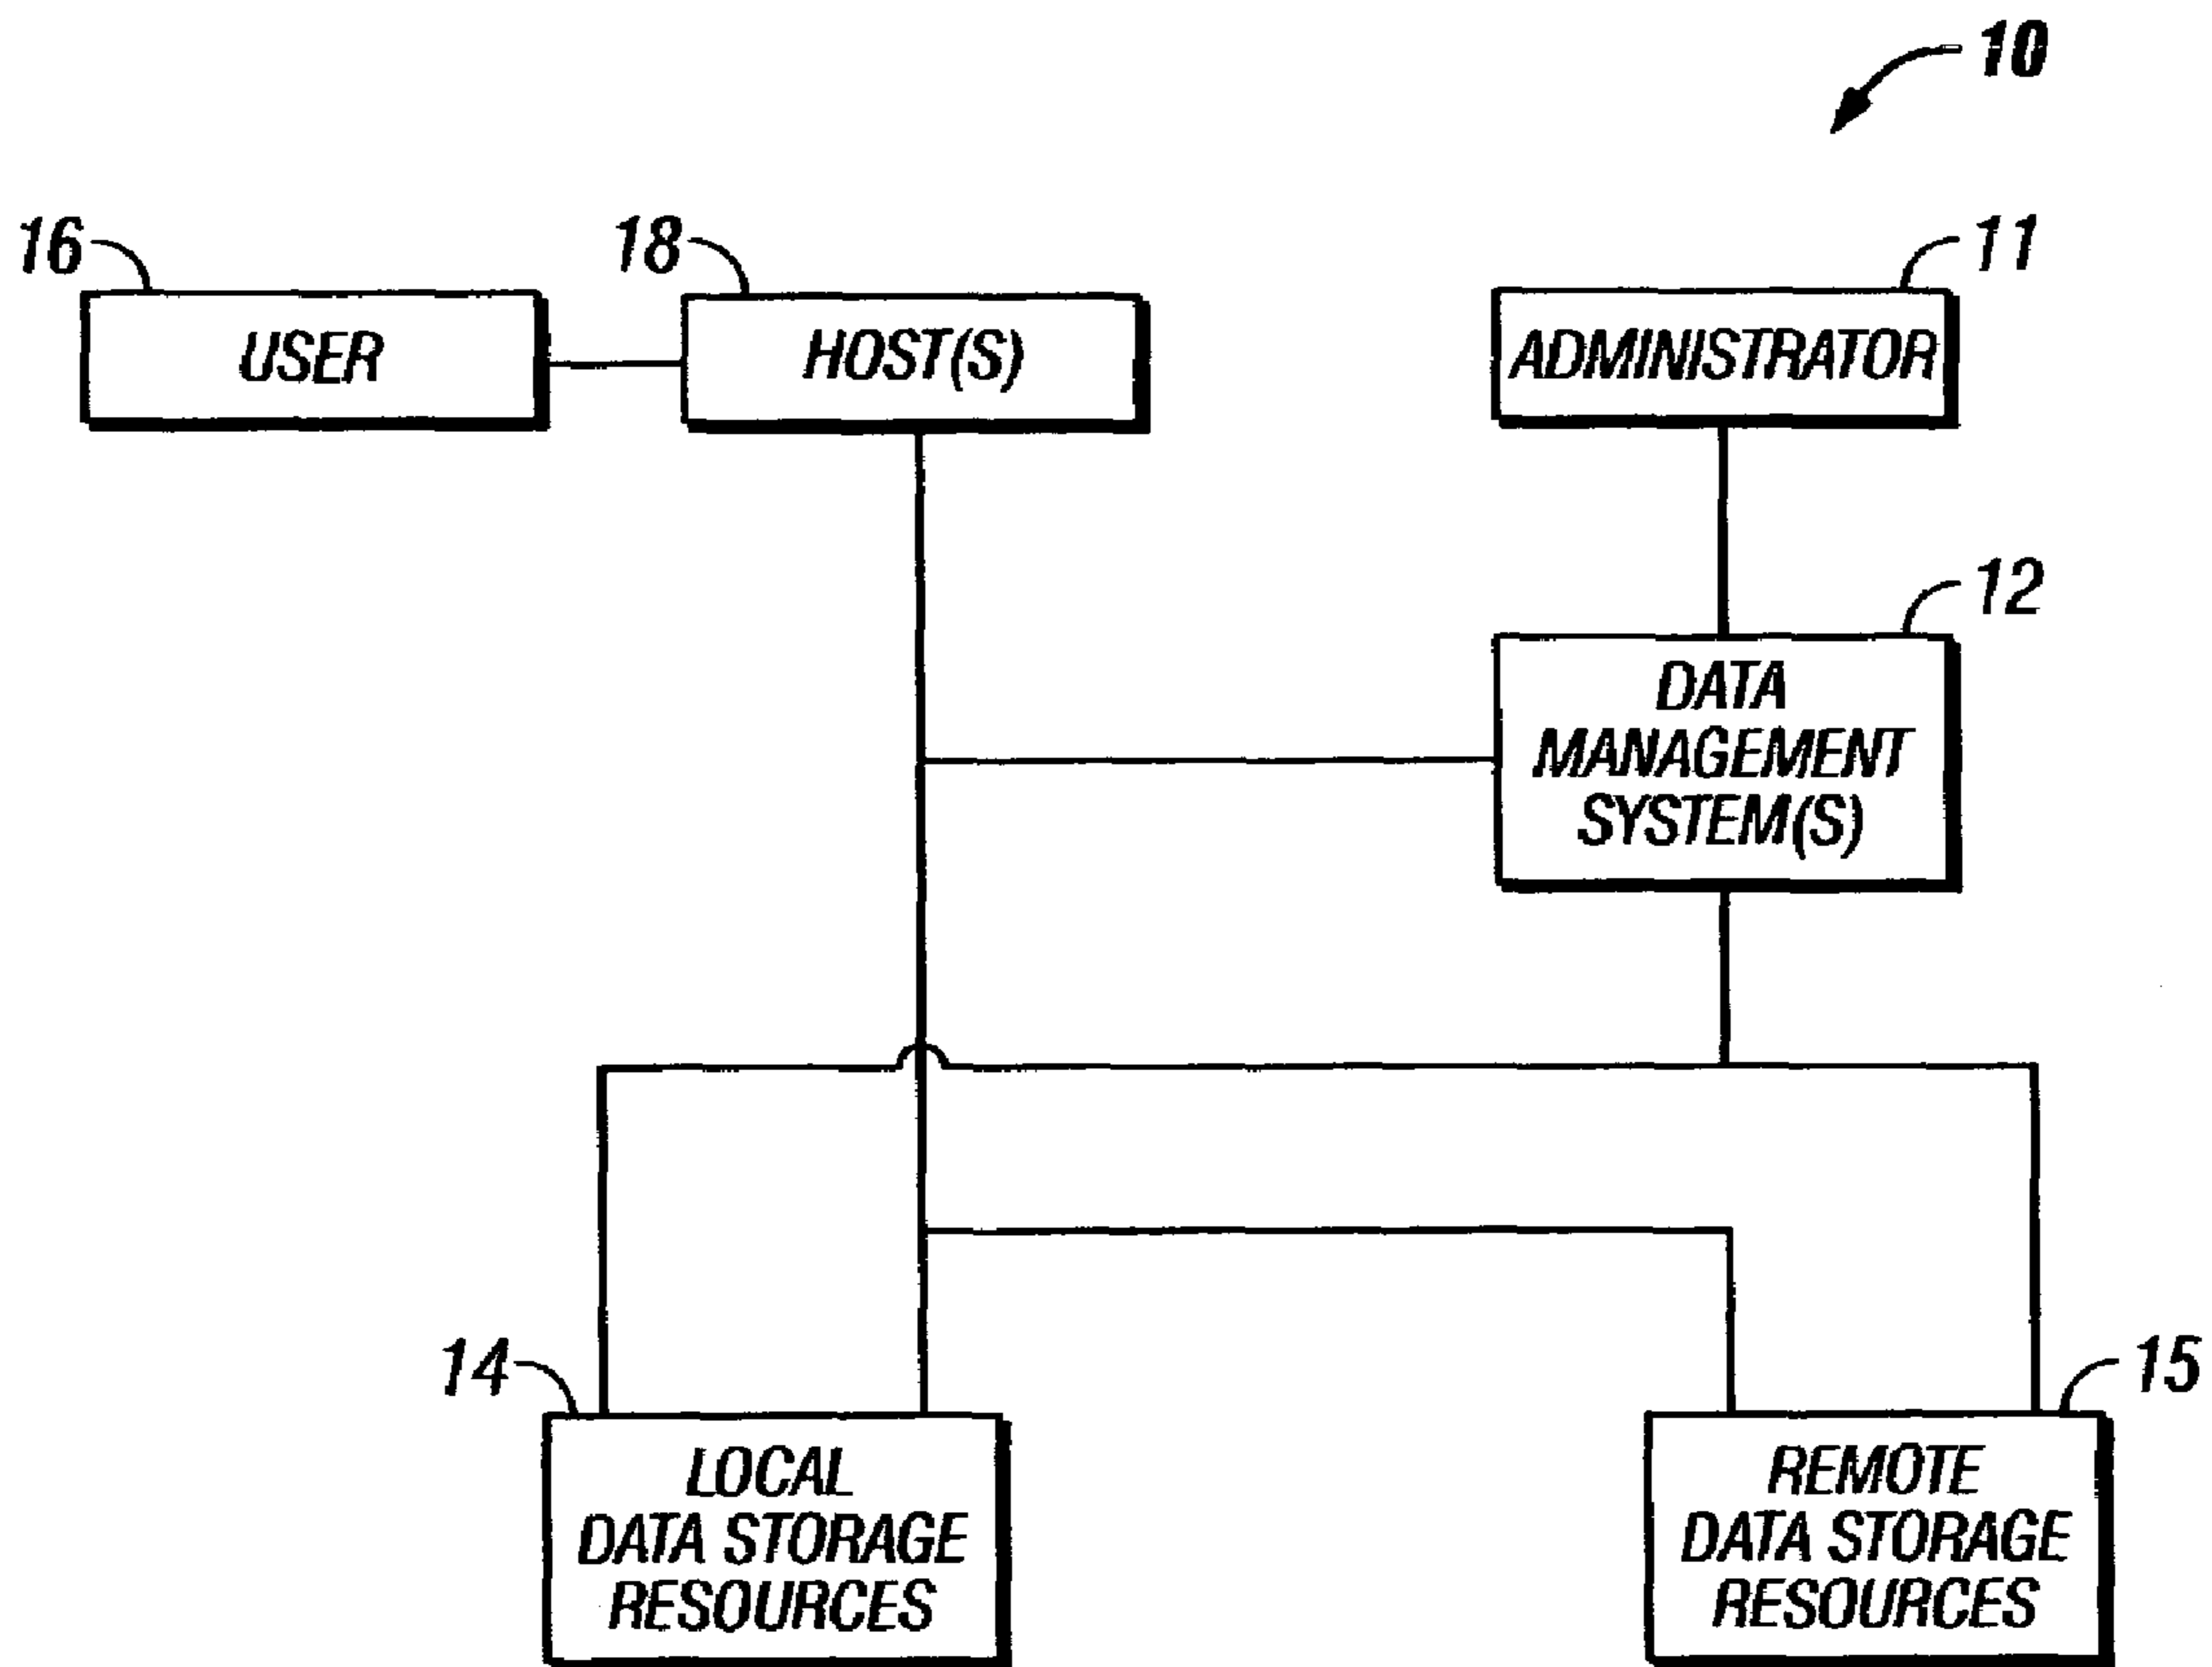 10
16
18
11
USER
HOST(S)
ADMINISTRATOR
12
DATA
MANAGEMENT
SYSTEM(S)
14
15
LOCAL
DATA STORAGE
RESOURCES
REMOTE
DATA STORAGE
RESOURCES